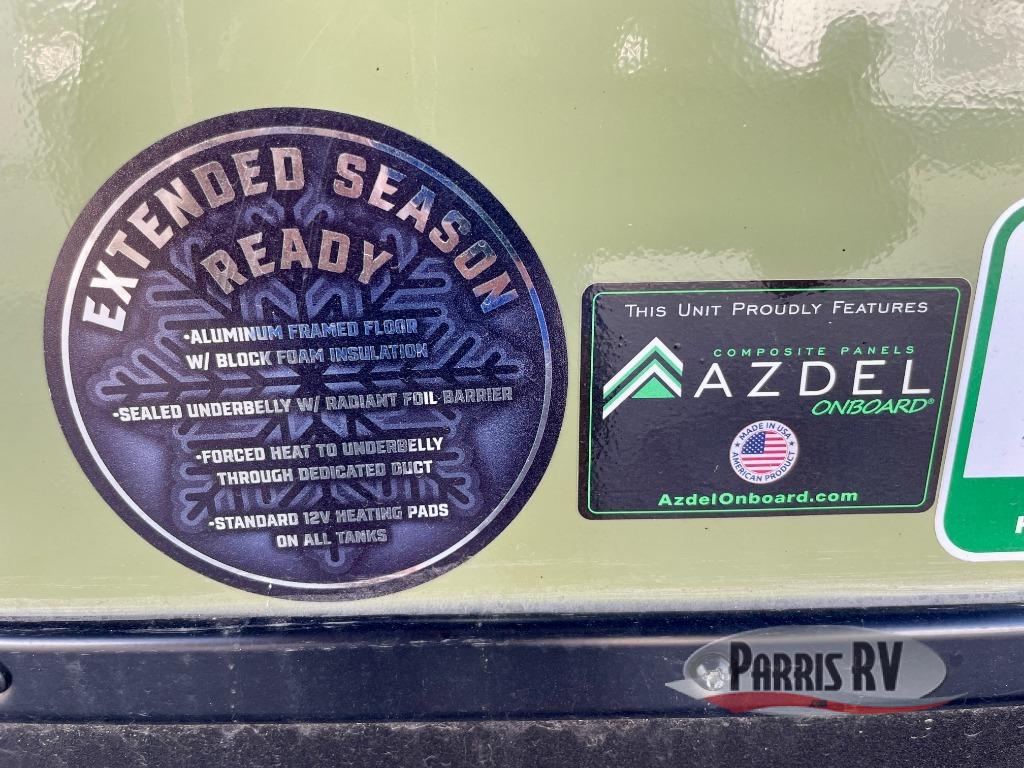 EXTENDED SEASON
READY
•ALUMINUM FRAMED FLOOR
W/ BLOCK FOAM INSULATION
•SEALED UNDERBELLY W/ RADIANT FOIL BARRIER
•FORCED HEAT TO UNDERBELLY
THROUGH DEDICATED DUCT
•STANDARD 12V HEATING PADS
ON ALL TANKS
THIS UNIT PROUDLY FEATURES
COMPOSITE PANELS
AZDEL
ONBOARD®
MADE IN USA
AMERICAN PRODUCT
AzdelOnboard.com
PARRIS RV